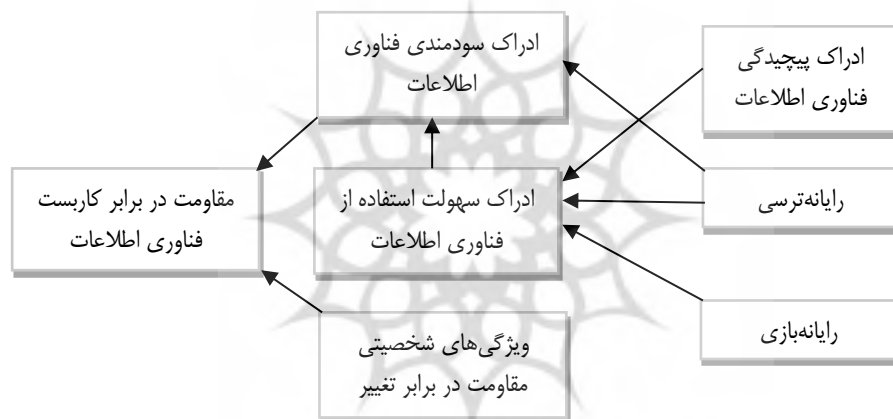 ادراک پیچیدگی
فناوری اطلاعات
رایانه‌ترسی
رایانه‌بازی
ادراک سودمندی فناوری
اطلاعات
ادراک سهولت استفاده از
فناوری اطلاعات
ویژگی‌های شخصیتی
مقاومت در برابر تغییر
مقاومت در برابر کاربست
فناوری اطلاعات